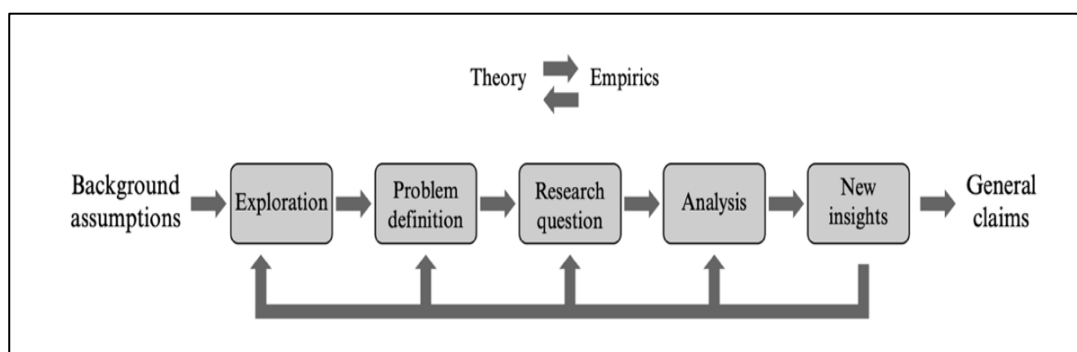 Theory Empirics
Background
assumptions
Exploration
Problem
definition
Research
question
Analysis
New
insights
General
claims